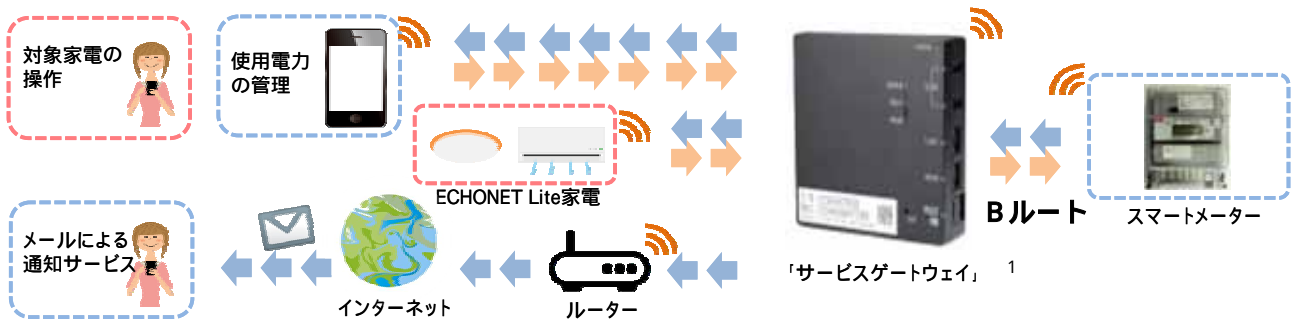 対象家電の
操作
使用電力
の管理
ECHONET Lite家電
Bルート
スマートメーター
「サービスゲートウェイ」 1
メールによる
通知サービス
インターネット
ルーター